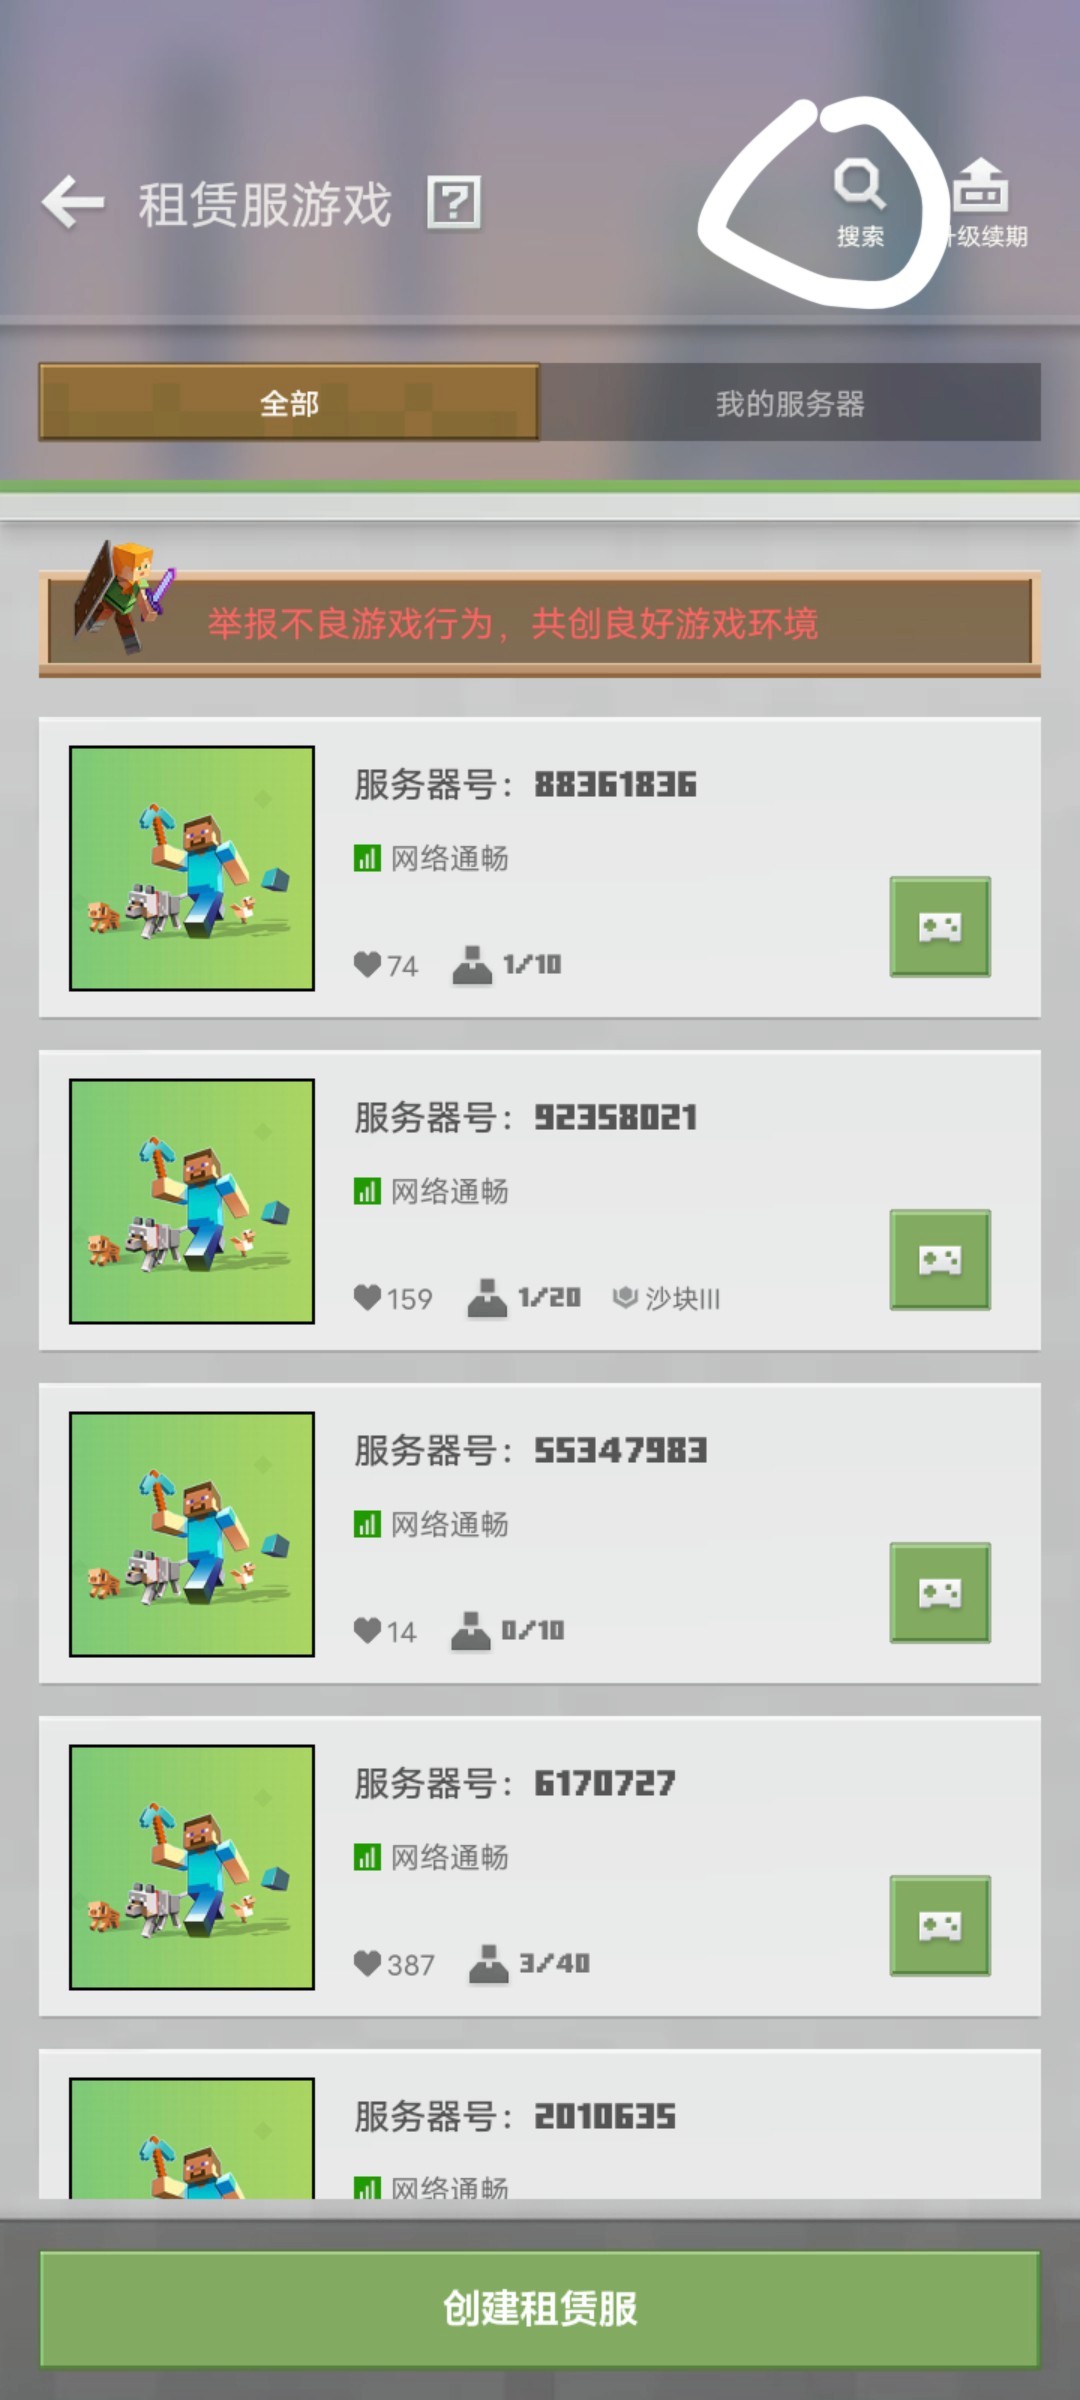 租赁服游戏
搜索
级续期
全部
我的服务器
举报不良游戏行为，共创良好游戏环境
服务器号：88361836
网络通畅
74 1/10
服务器号：92358021
网络通畅
159 1/20 沙块III
服务器号：55347983
网络通畅
14 0/10
服务器号：6170727
网络通畅
387 3/40
服务器号：2010635
网络通畅
创建租赁服